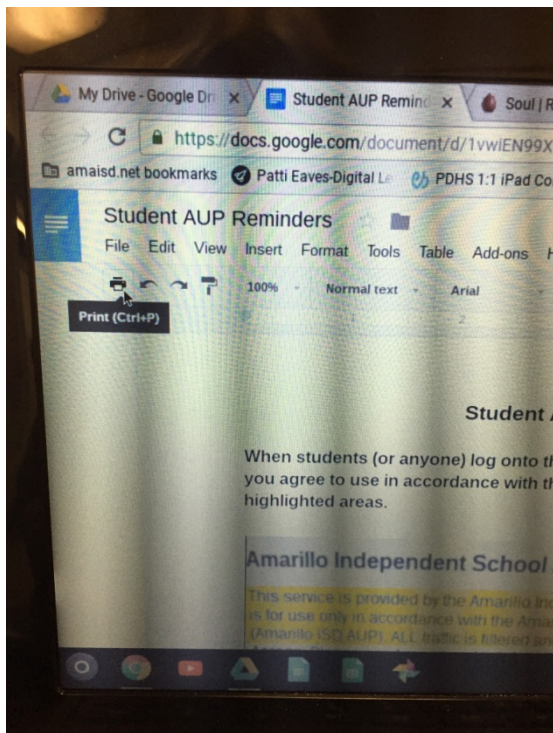 My Drive - Google Dri
Student AUP Remind
Soul | R
https://docs.google.com/document/d/1vwiEN99X
amaisd.net bookmarks
Patti Eaves-Digital Le
PDHS 1:1 iPad Co
Student AUP Reminders
File Edit View Insert Format Tools Table Add-ons H
100% Normal text Arial
Print (Ctrl+P)
1 2
Student A
When students (or anyone) log onto th
you agree to use in accordance with th
highlighted areas.
Amarillo Independent School
This service is provided by the Amarillo Ind
is for use only in accordance with the Amar
(Amarillo ISD AUP). ALL traffic is filtered an